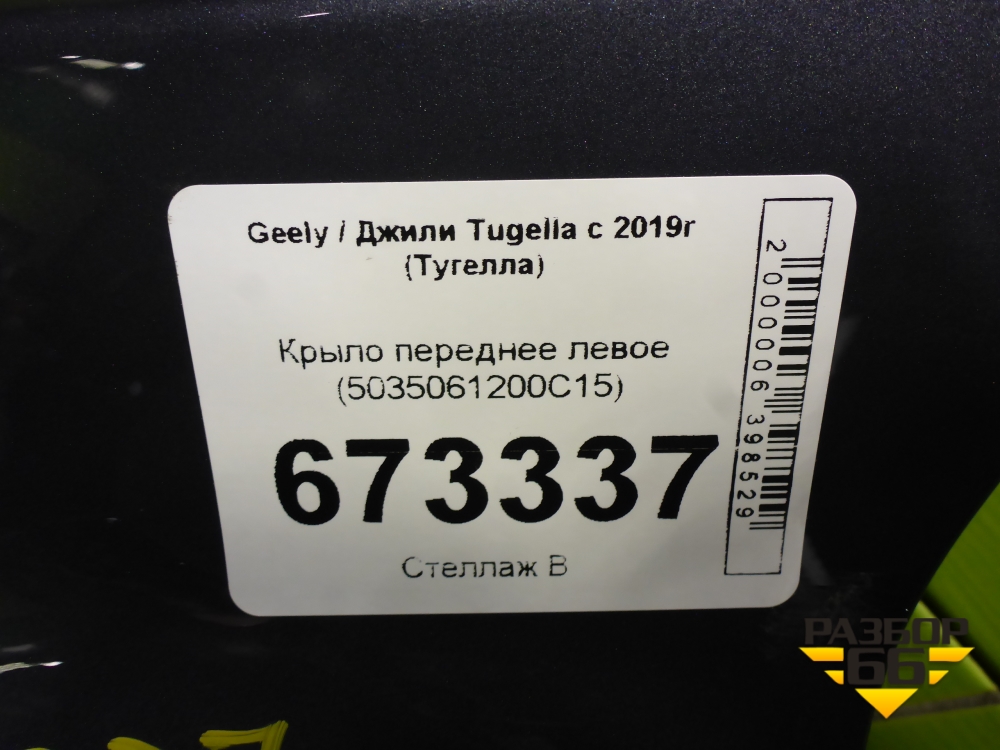 Geely / Джили Tugella с 2019г
(Тугелла)
Крыло переднее левое
(5035061200C15)
673337
Стеллаж В
2 000006 398529
РАЗБОР
66